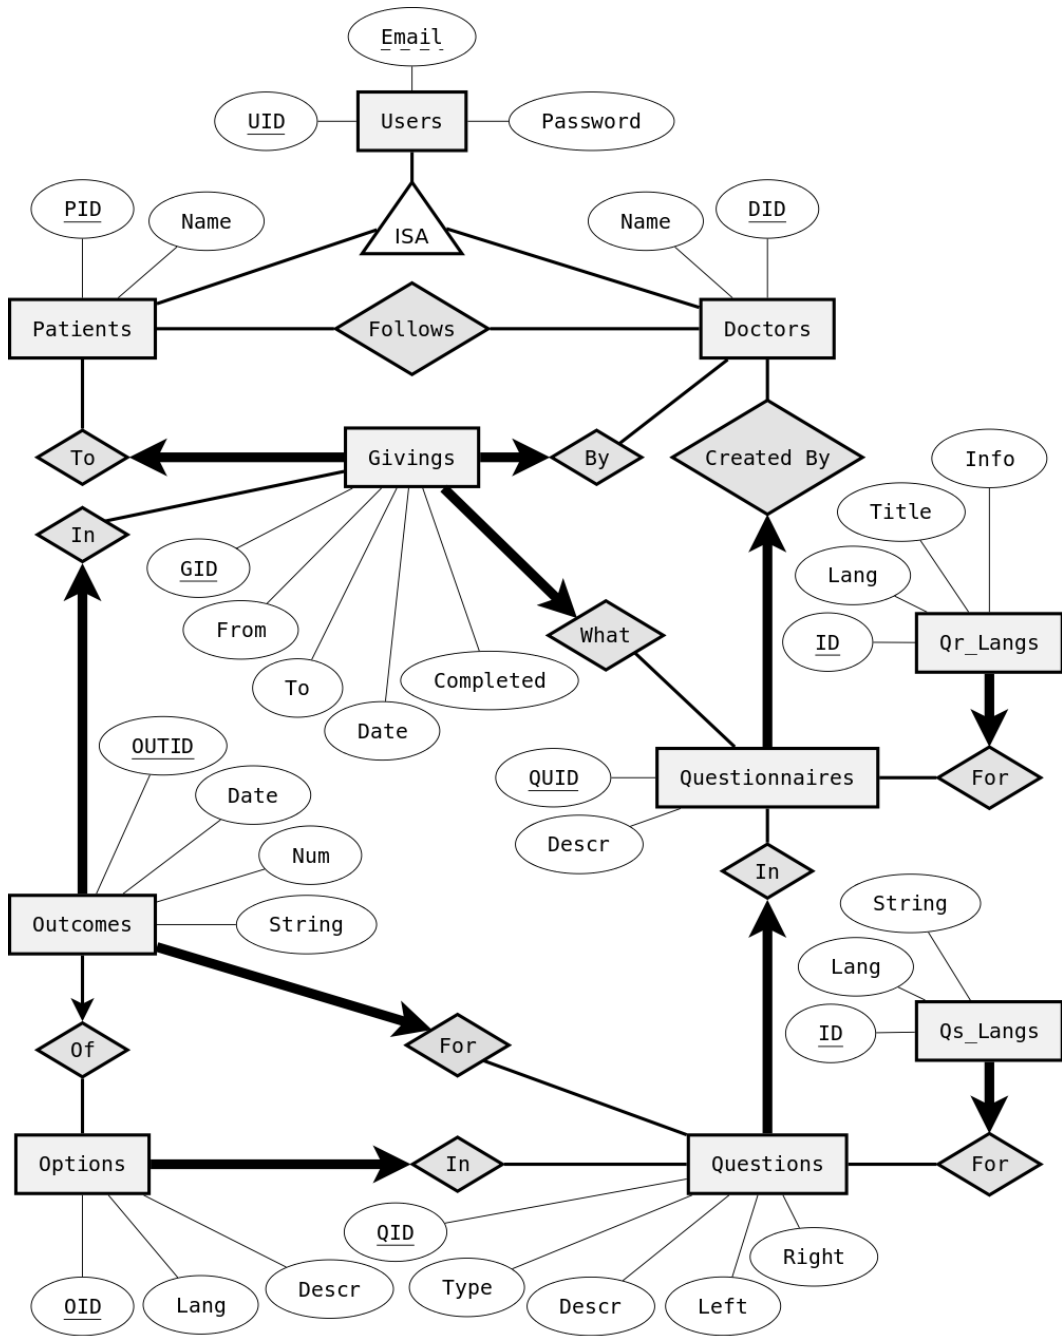 Email
UID
Users
Password
PID
Name
ISA
Name
DID
Patients
Follows
Doctors
To
Givings
By
Created By
Info
Title
In
GID
Lang
From
What
ID
Qr_Langs
To
Completed
Date
OUTID
QUID
Questionnaires
For
Date
Descr
Num
In
String
Outcomes
String
Lang
ID
Qs_Langs
Of
For
Options
In
Questions
For
QID
Right
Type
Descr
OID
Lang
Descr
Left